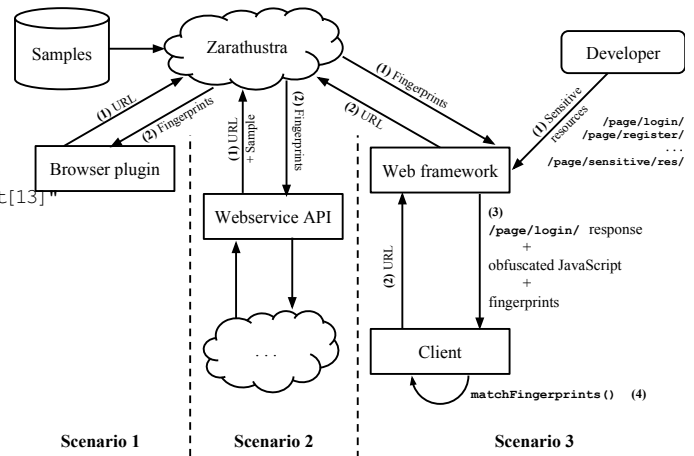 Samples
Zarathustra
Developer
(1) URL
(2) Fingerprints
(1) URL
+ Sample
(2) Fingerprints
(1) Fingerprints
(2) URL
(1) Sensitive
resources
/page/login/
/page/register/
...
/page/sensitive/res/
Browser plugin
Web framework
t[13]"
Webservice API
(3)
/page/login/ response
+
obfuscated JavaScript
+
fingerprints
(2) URL
...
Client
matchFingerprints() (4)
Scenario 1
Scenario 2
Scenario 3